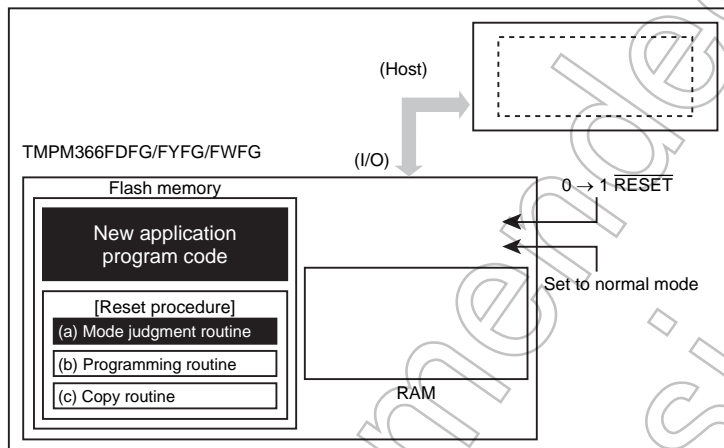 (Host)
TMPM366FDFG/FYFG/FWFG
(I/O)
Flash memory
0 → 1 RESET
New application
program code
Set to normal mode
[Reset procedure]
(a) Mode judgment routine
(b) Programming routine
(c) Copy routine
RAM